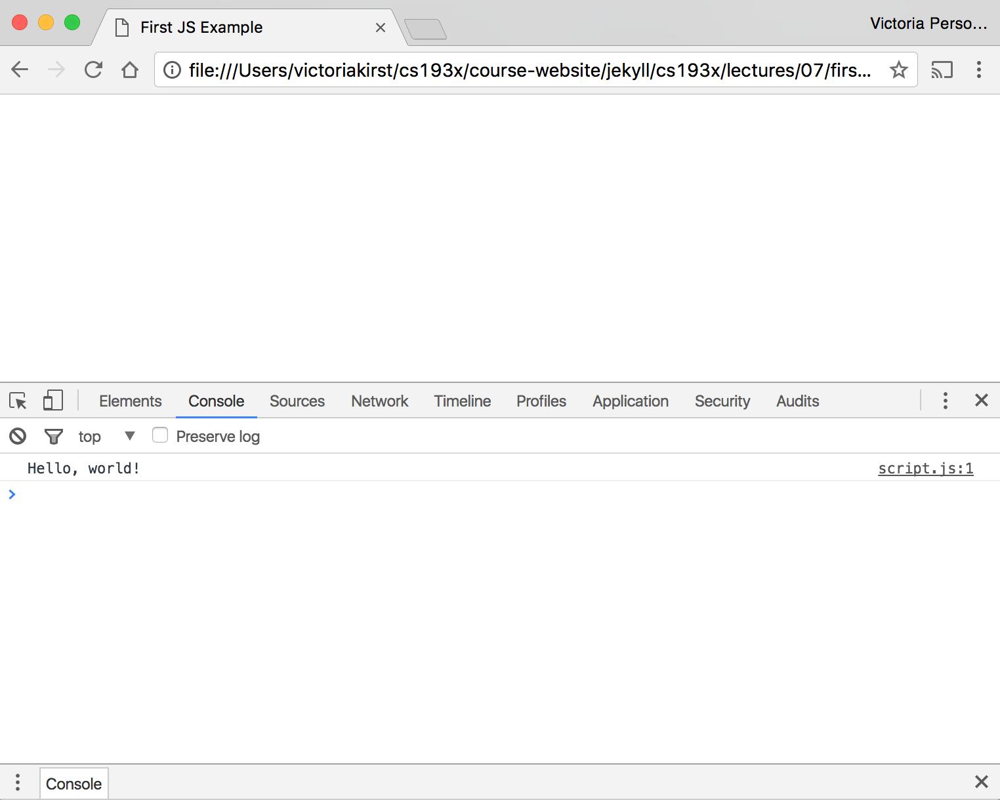 First JS Example
Victoria Perso...
file:///Users/victoriakirst/cs193x/course-website/jekyll/cs193x/lectures/07/firs...
Elements Console Sources Network Timeline Profiles Application Security Audits
top Preserve log
Hello, world! script.js:1
Console